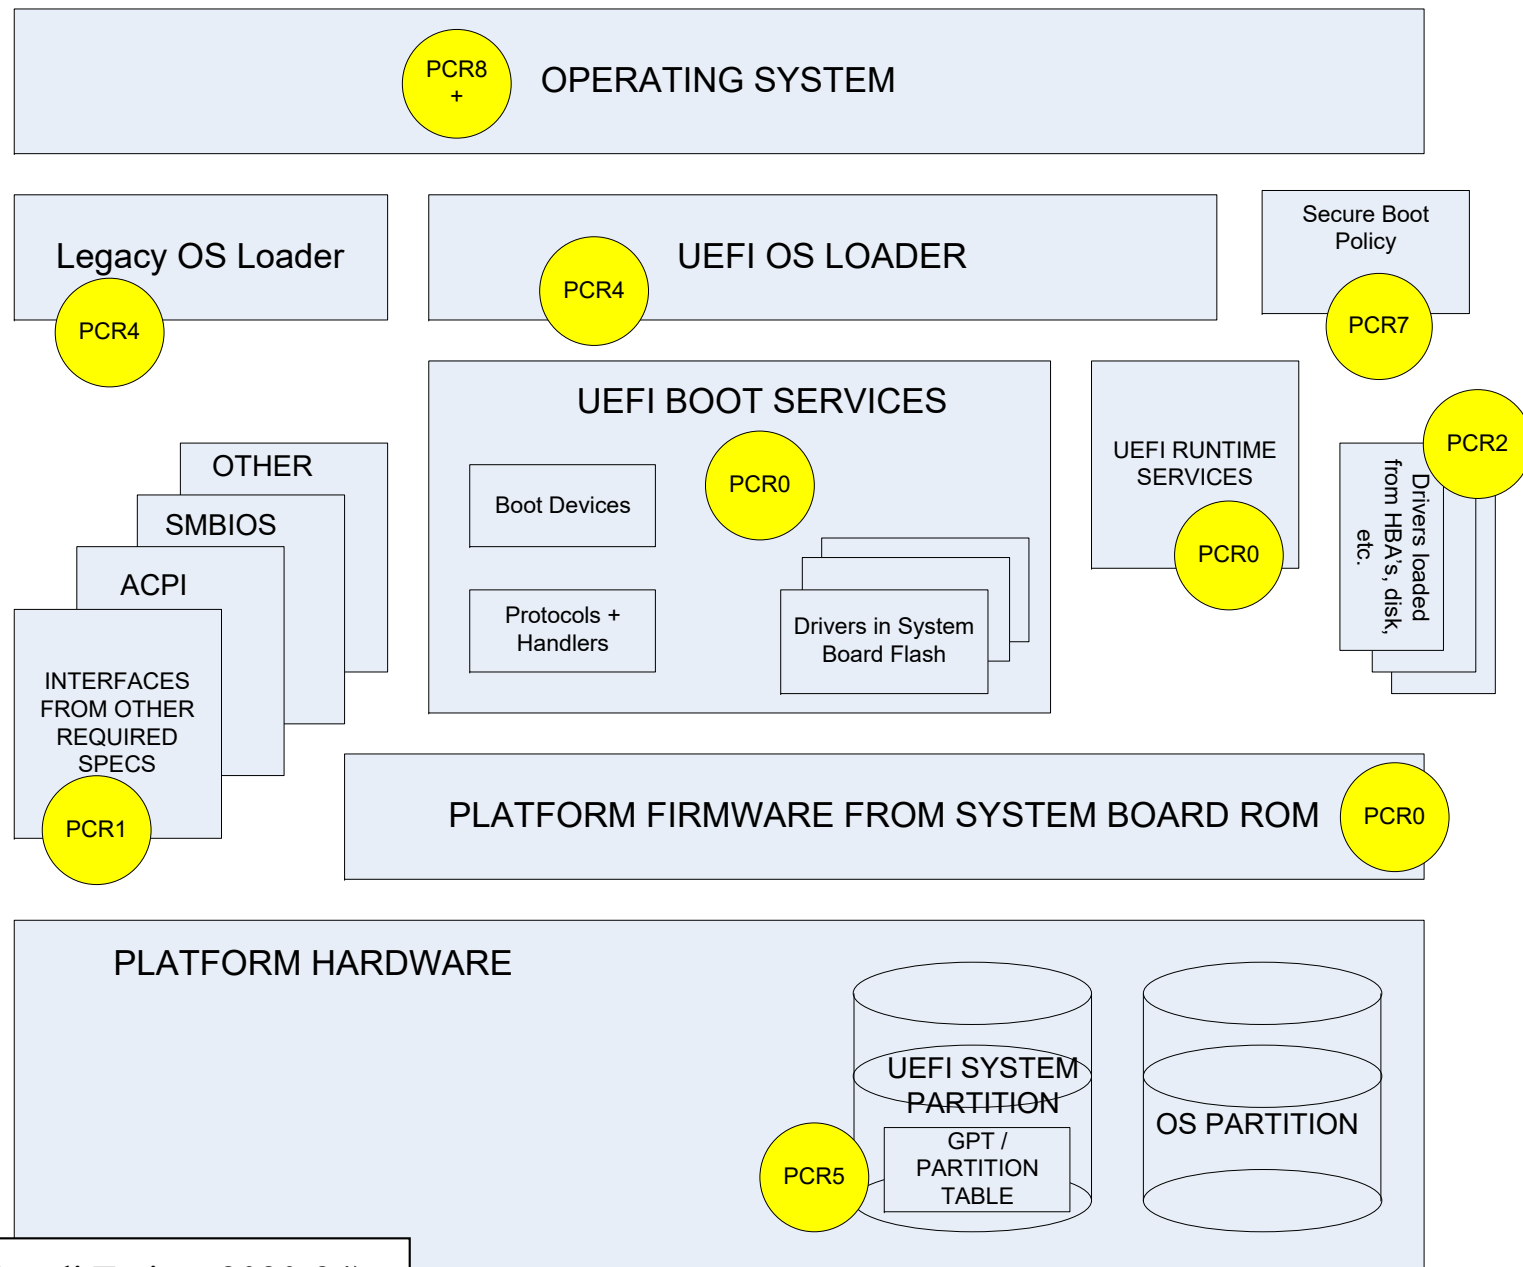 PCR8
+
OPERATING SYSTEM
Legacy OS Loader
PCR4
UEFI OS LOADER
PCR4
Secure Boot
Policy
PCR7
UEFI BOOT SERVICES
PCR0
Boot Devices
Protocols +
Handlers
Drivers in System
Board Flash
UEFI RUNTIME
SERVICES
PCR0
PCR2
Drivers loaded
from HBA's, disk,
etc.
OTHER
SMBIOS
ACPI
INTERFACES
FROM OTHER
REQUIRED
SPECS
PCR1
PLATFORM FIRMWARE FROM SYSTEM BOARD ROM
PCR0
PLATFORM HARDWARE
UEFI SYSTEM
PARTITION
GPT /
PARTITION
TABLE
PCR5
OS PARTITION